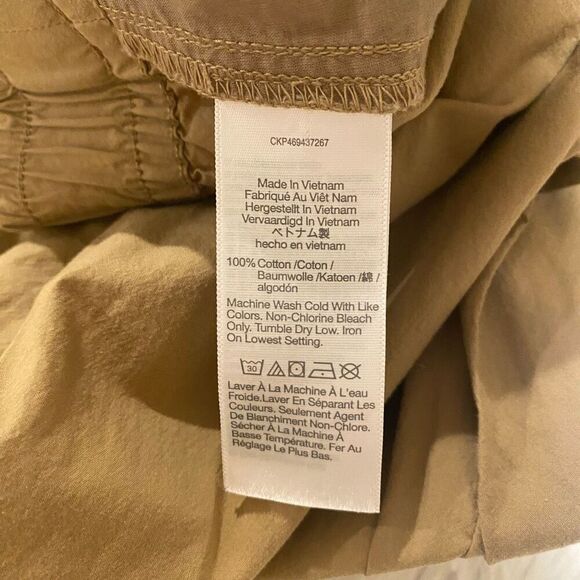 CKP469437267
Made In Vietnam
Fabriqué Au Viêt Nam
Hergestellt In Vietnam
Vervaardigd In Vietnam
ベトナム製
hecho en vietnam
100% Cotton /Coton /
Baumwolle /Katoen /綿/
algodón
Machine Wash Cold With Like
Colors. Non-Chlorine Bleach
Only. Tumble Dry Low. Iron
On Lowest Setting.
30
Laver À La Machine À L'eau
Froide.Laver En Séparant Les
Couleurs. Seulement Agent
De Blanchiment Non-Chlore.
Sécher À La Machine À
Basse Température. Fer Au
Réglage Le Plus Bas.